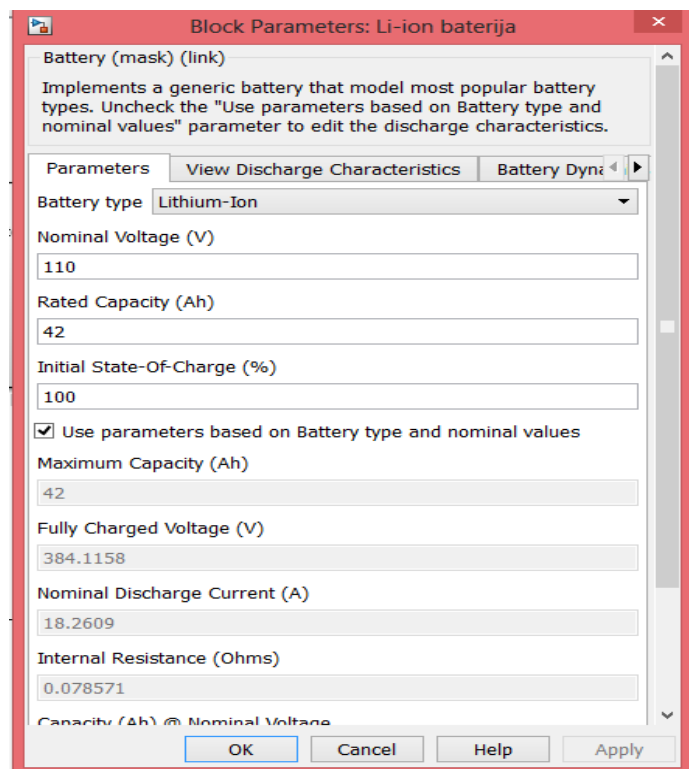 Block Parameters: Li-ion baterija
Battery (mask) (link)
Implements a generic battery that model most popular battery
types. Uncheck the "Use parameters based on Battery type and
nominal values" parameter to edit the discharge characteristics.
Parameters View Discharge Characteristics Battery Dyna
Battery type Lithium-Ion
Nominal Voltage (V)
110
Rated Capacity (Ah)
42
Initial State-Of-Charge (%)
100
Use parameters based on Battery type and nominal values
Maximum Capacity (Ah)
42
Fully Charged Voltage (V)
384.1158
Nominal Discharge Current (A)
18.2609
Internal Resistance (Ohms)
0.078571
Capacity (Ah) @ Nominal Voltage
OK Cancel Help Apply